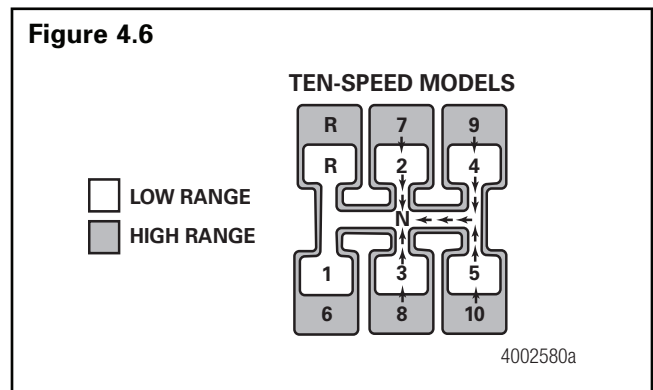 Figure 4.6
TEN-SPEED MODELS
R 7 9
R 2 4
LOW RANGE
N
HIGH RANGE
1 3 5
6 8 10
4002580a